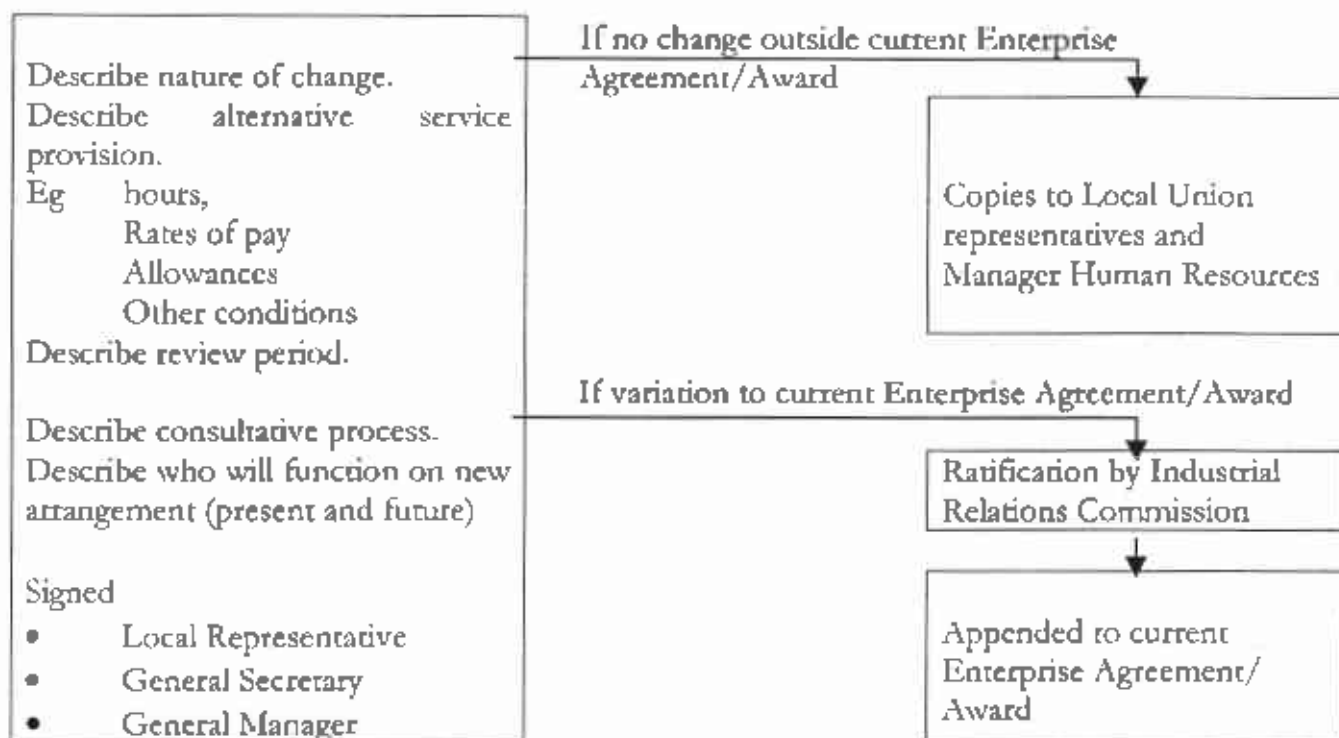 Describe nature of change.
Describe alternative service
provision.
Eg hours,
Rates of pay
Allowances
Other conditions
Describe review period.
Describe consultative process.
Describe who will function on new
arrangement (present and future)
Signed
• Local Representative
• General Secretary
• General Manager
If no change outside current Enterprise
Agreement/Award
Copies to Local Union
representatives and
Manager Human Resources
If variation to current Enterprise Agreement/Award
Ratification by Industrial
Relations Commission
Appended to current
Enterprise Agreement/
Award